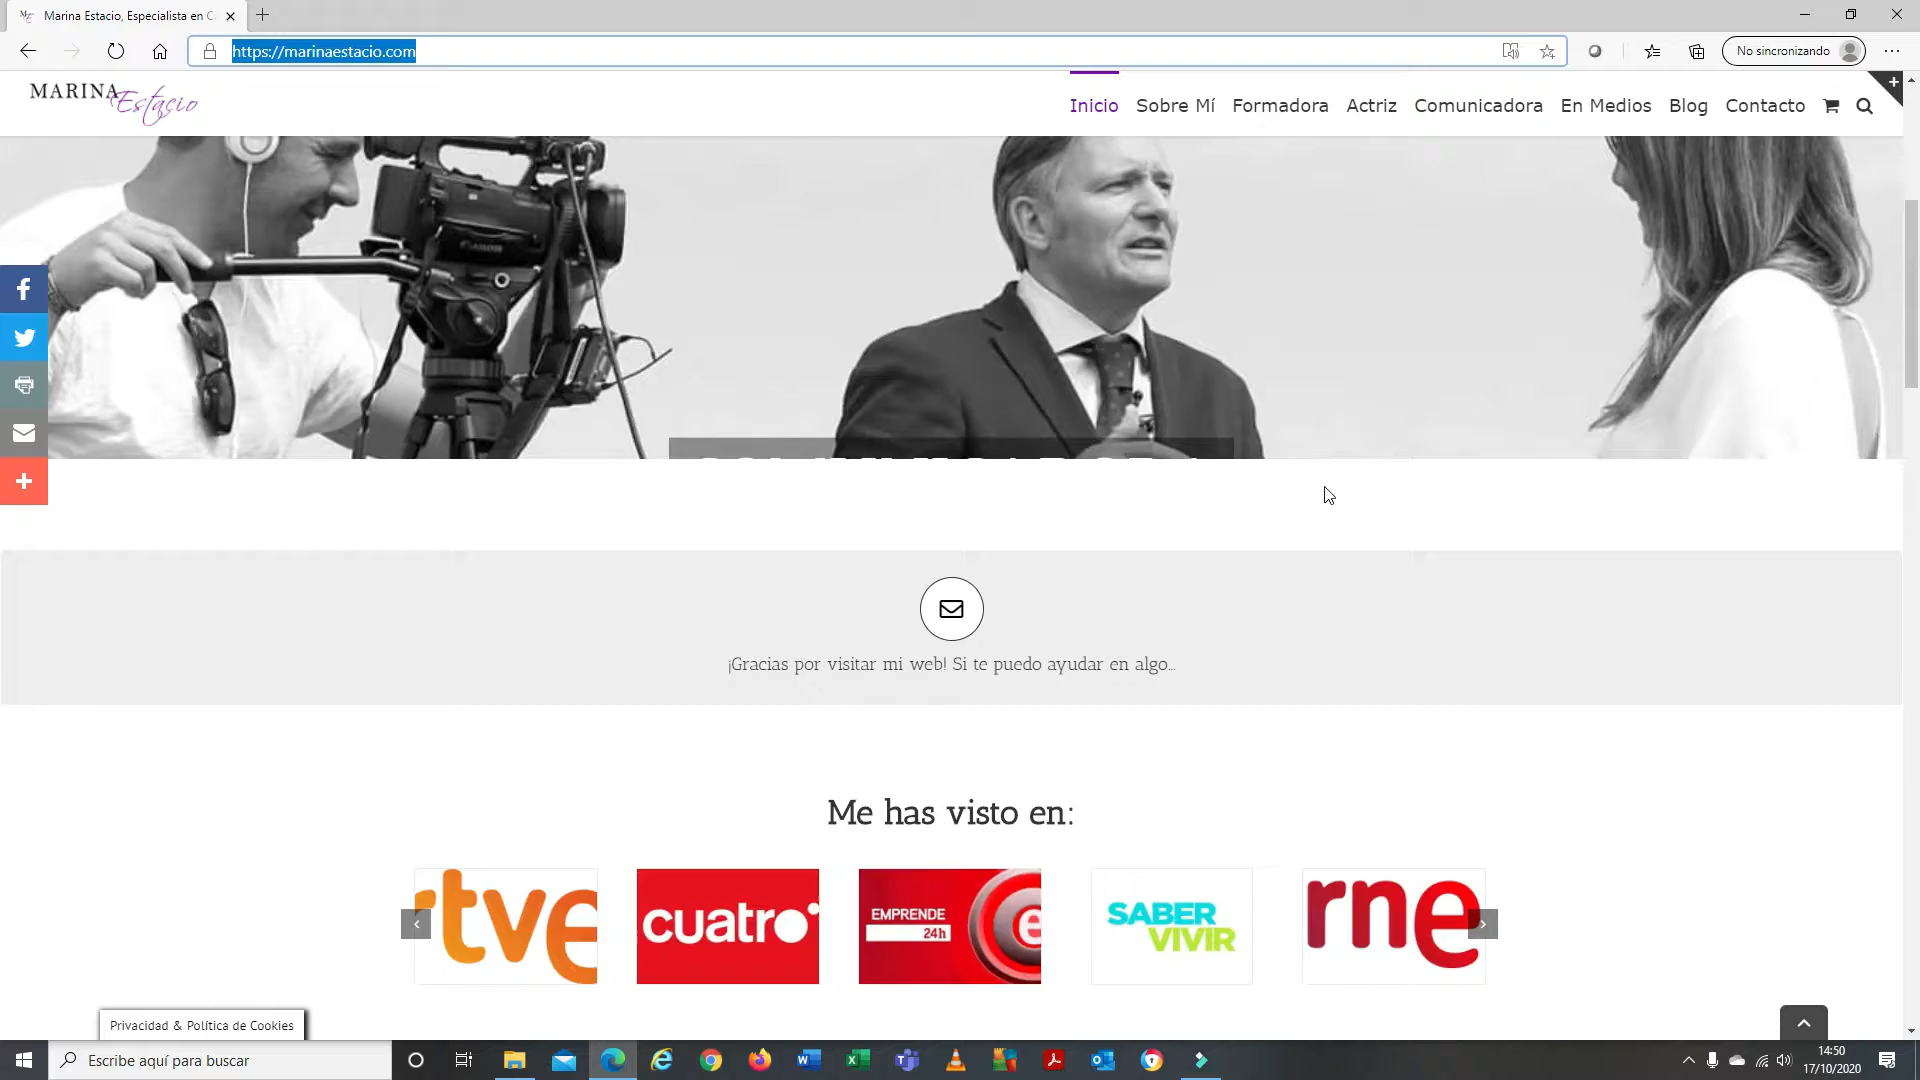 Marina Estacio, Especialista en C
https://marinaestacio.com
No sincronizando
MARINA Estacio
Inicio Sobre Mí Formadora Actriz Comunicadora En Medios Blog Contacto
Canon
¡Gracias por visitar mi web! Si te puedo ayudar en algo...
Me has visto en:
rtve
cuatro
EMPRENDE
24h
e
SABER
VIVIR
rne
Privacidad & Política de Cookies
Escribe aquí para buscar
14:50
17/10/2020